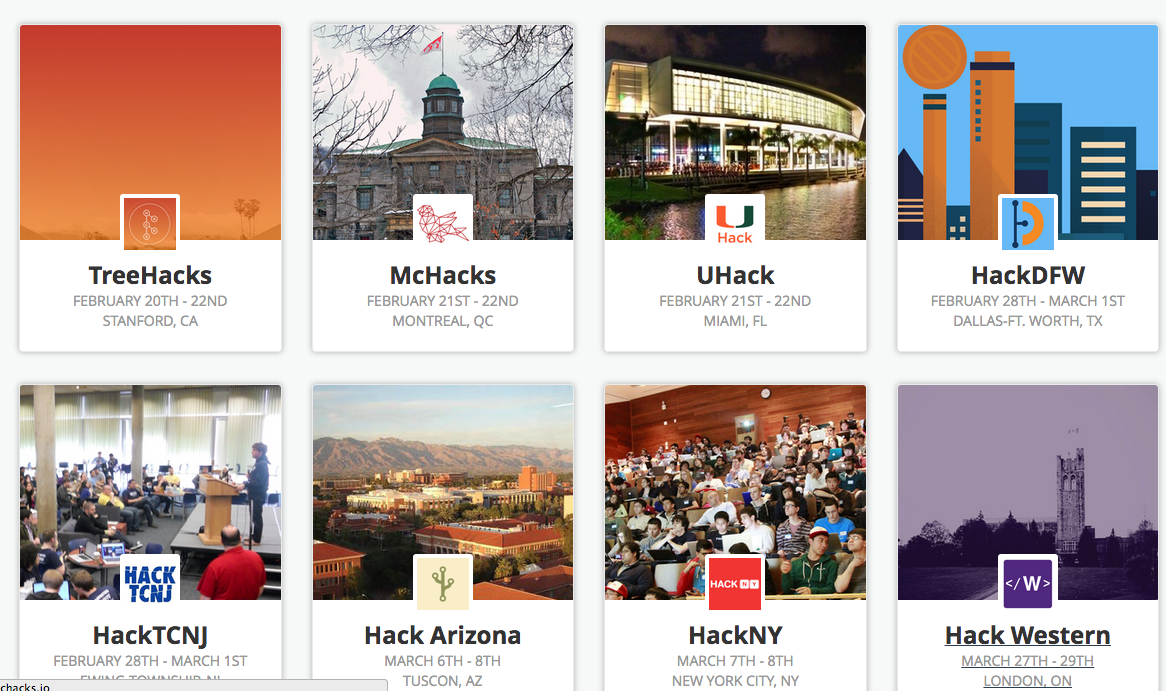 TreeHacks
FEBRUARY 20TH - 22ND
STANFORD, CA
McHacks
FEBRUARY 21ST - 22ND
MONTREAL, QC
U
Hack
UHack
FEBRUARY 21ST - 22ND
MIAMI, FL
HackDFW
FEBRUARY 28TH - MARCH 1ST
DALLAS-FT. WORTH, TX
HACK
TCNJ
HackTCNJ
FEBRUARY 28TH - MARCH 1ST
EWING TOWNSHIP, NJ
Hack Arizona
MARCH 6TH - 8TH
TUSCON, AZ
HACK NY
HackNY
MARCH 7TH - 8TH
NEW YORK CITY, NY
</W>
Hack Western
MARCH 27TH - 29TH
LONDON, ON
chacks.io